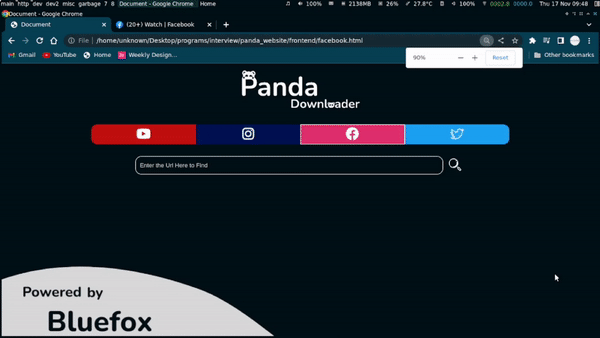 main http dev dev2 misc garbage 7 8 Document - Google Chrome Home 100% 2138MB 26% 27.8°C 100% 0002.8 0000.0 Thu 17 Nov 09:48
Document - Google Chrome
Document (20+) Watch | Facebook
File /home/unknown/Desktop/programs/interview/panda_website/frontend/facebook.html
Gmail YouTube Home Weekly Design... Other bookmarks
90% − + Reset
Panda
Downloader
Enter the Url Here to Find
Powered by
Bluefox